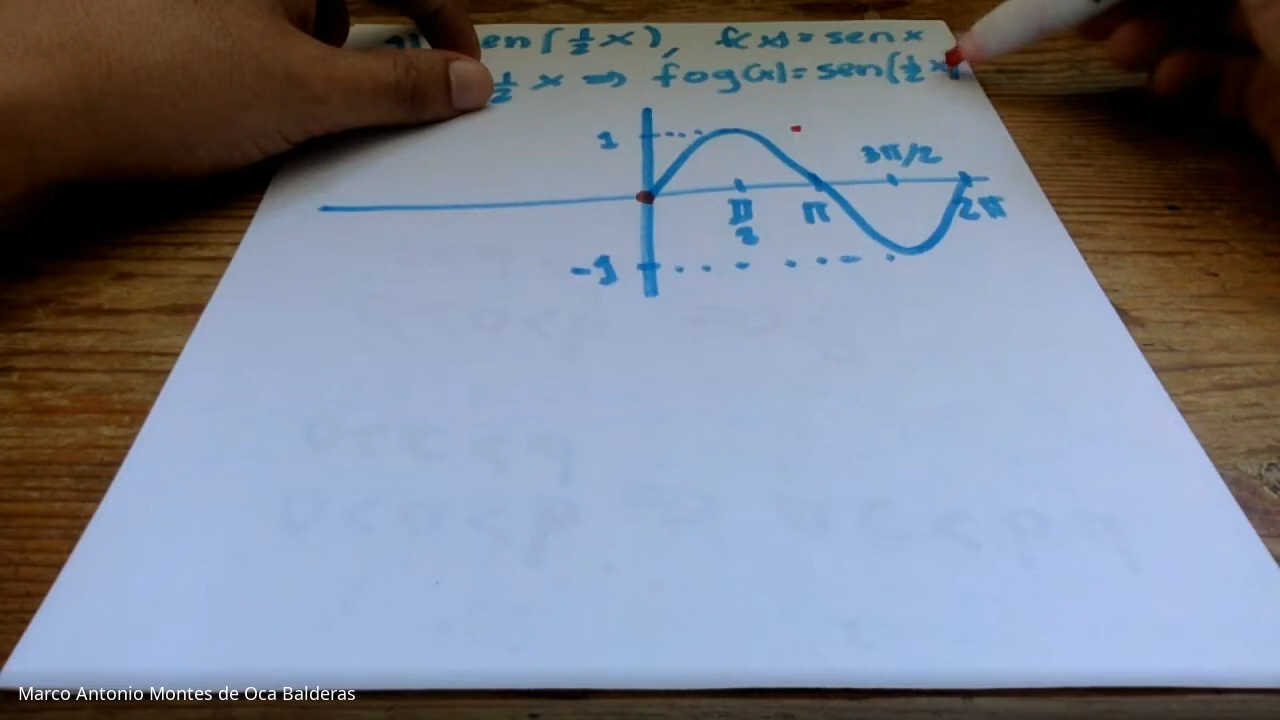 en(½x), f(x)=sen x
½x ⇒ fog(x)=sen(½x)
1
3π/2
π/2 π 2π
-1
Marco Antonio Montes de Oca Balderas